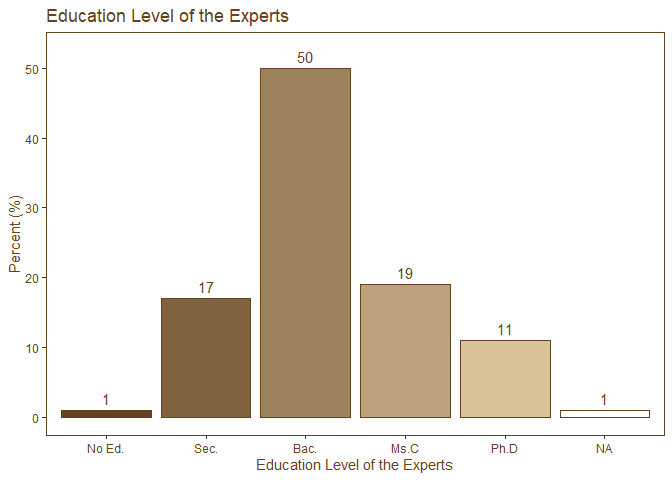 Education Level of the Experts
Percent (%)
50
40
30
20
10
0
1
17
50
19
11
1
No Ed.
Sec.
Bac.
Ms.C
Ph.D
NA
Education Level of the Experts